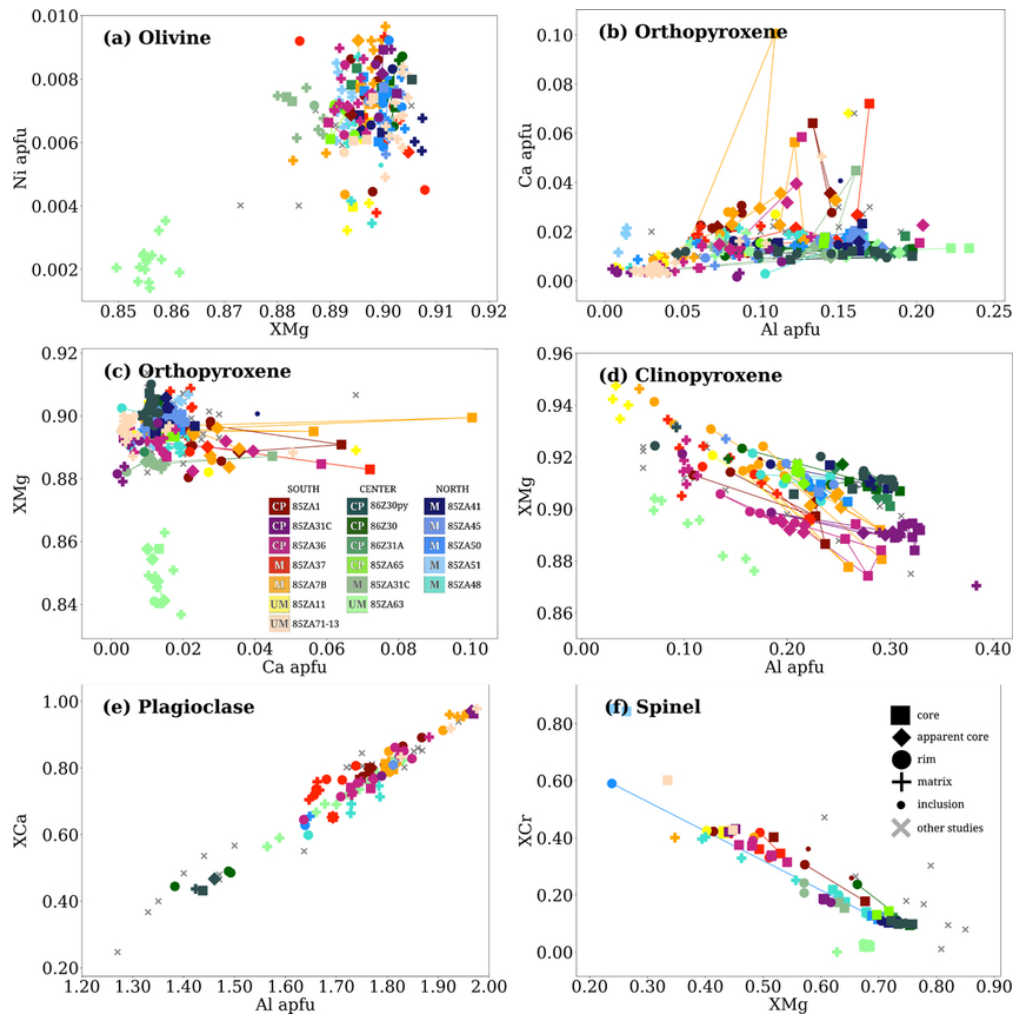 (a) Olivine
0.010
0.008
0.006
0.004
0.002
Ni apfu
0.85 0.86 0.87 0.88 0.89 0.90 0.91 0.92
XMg
(b) Orthopyroxene
0.10
0.08
0.06
0.04
0.02
0.00
Ca apfu
0.00 0.05 0.10 0.15 0.20 0.25
Al apfu
(c) Orthopyroxene
0.92
0.90
0.88
0.86
0.84
XMg
0.00 0.02 0.04 0.06 0.08 0.10
Ca apfu
SOUTH CENTER NORTH
CP 85ZA1 CP 86Z30py M 85ZA41
CP 85ZA31C CP 86Z30 M 85ZA45
CP 85ZA36 CP 86Z31A M 85ZA50
M 85ZA37 CP 85ZA65 M 85ZA51
M 85ZA7B M 85ZA31C M 85ZA48
UM 85ZA11 UM 85ZA63
UM 85ZA71-13
(d) Clinopyroxene
0.96
0.94
0.92
0.90
0.88
0.86
XMg
0.00 0.10 0.20 0.30 0.40
Al apfu
(e) Plagioclase
1.00
0.80
0.60
0.40
0.20
XCa
1.20 1.30 1.40 1.50 1.60 1.70 1.80 1.90 2.00
Al apfu
(f) Spinel
0.80
0.60
0.40
0.20
0.00
XCr
0.20 0.30 0.40 0.50 0.60 0.70 0.80 0.90
XMg
core
apparent core
rim
matrix
inclusion
other studies